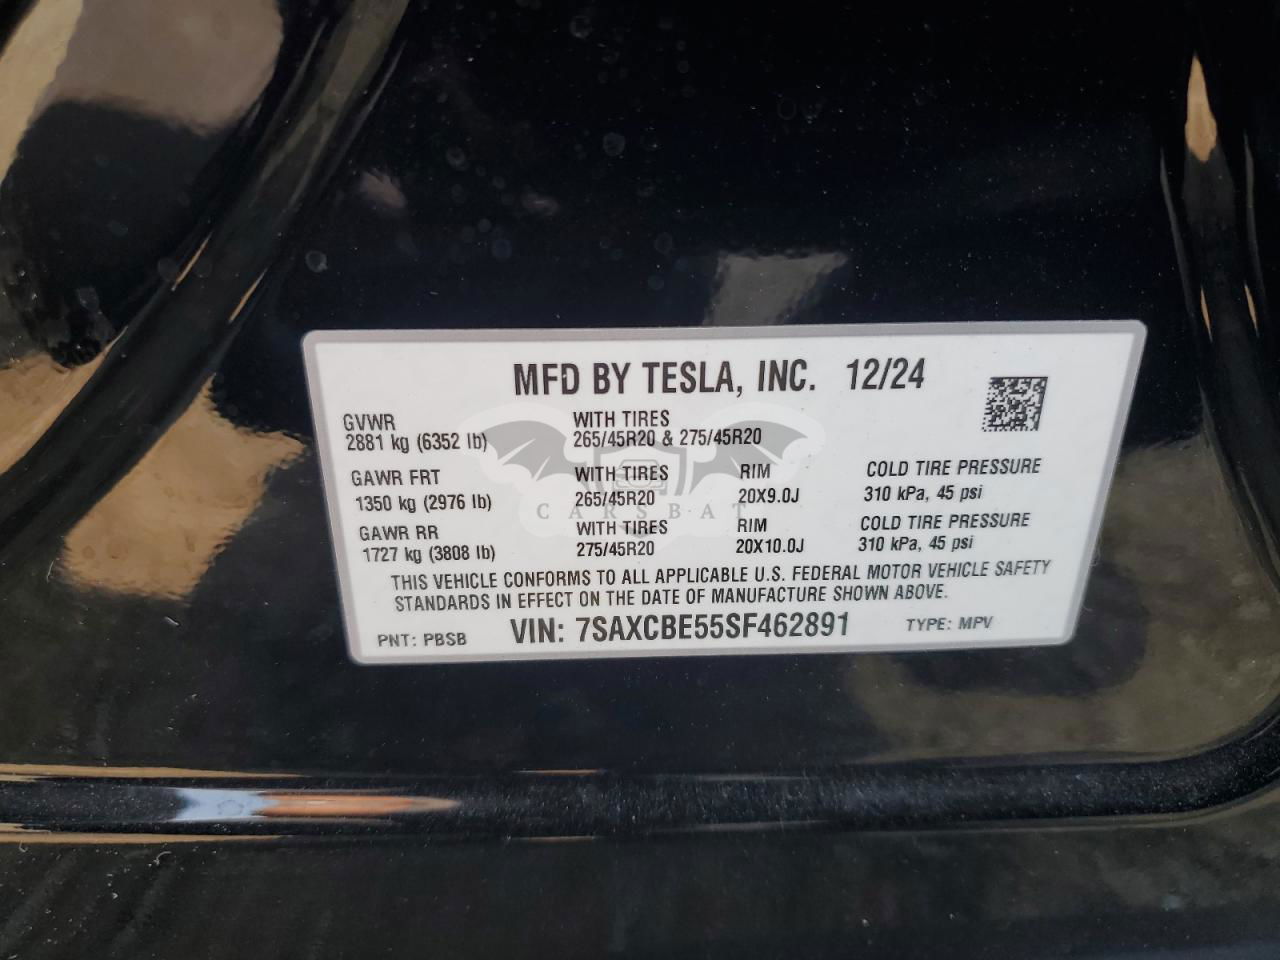 MFD BY TESLA, INC. 12/24
GVWR WITH TIRES
2881 kg (6352 lb) 265/45R20 & 275/45R20
GAWR FRT WITH TIRES RIM COLD TIRE PRESSURE
1350 kg (2976 lb) 265/45R20 20X9.0J 310 kPa, 45 psi
CARSBAT
GAWR RR WITH TIRES RIM COLD TIRE PRESSURE
1727 kg (3808 lb) 275/45R20 20X10.0J 310 kPa, 45 psi
THIS VEHICLE CONFORMS TO ALL APPLICABLE U.S. FEDERAL MOTOR VEHICLE SAFETY
STANDARDS IN EFFECT ON THE DATE OF MANUFACTURE SHOWN ABOVE.
PNT: PBSB VIN: 7SAXCBE55SF462891 TYPE: MPV